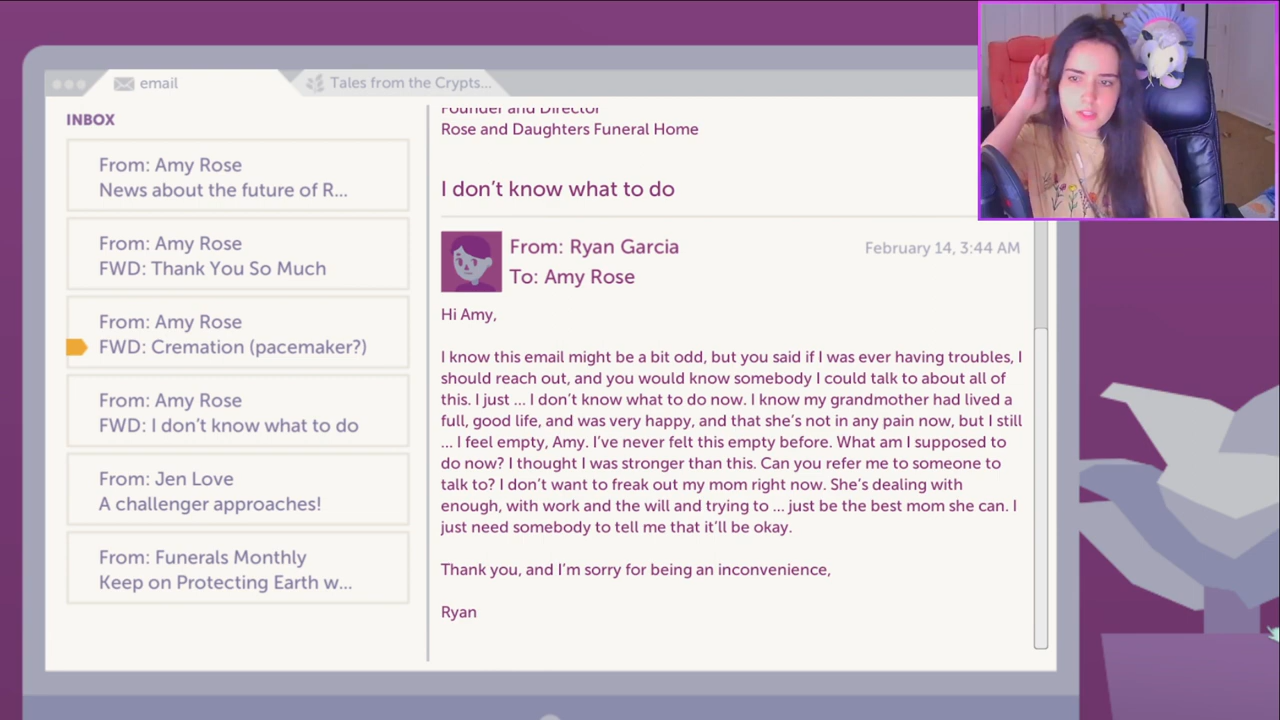 email
Tales from the Crypts...
INBOX
From: Amy Rose
News about the future of R...
From: Amy Rose
FWD: Thank You So Much
From: Amy Rose
FWD: Cremation (pacemaker?)
From: Amy Rose
FWD: I don't know what to do
From: Jen Love
A challenger approaches!
From: Funerals Monthly
Keep on Protecting Earth w...
Founder and Director
Rose and Daughters Funeral Home
I don't know what to do
From: Ryan Garcia
February 14, 3:44 AM
To: Amy Rose
Hi Amy,
I know this email might be a bit odd, but you said if I was ever having troubles, I
should reach out, and you would know somebody I could talk to about all of
this. I just ... I don't know what to do now. I know my grandmother had lived a
full, good life, and was very happy, and that she's not in any pain now, but I still
... I feel empty, Amy. I've never felt this empty before. What am I supposed to
do now? I thought I was stronger than this. Can you refer me to someone to
talk to? I don't want to freak out my mom right now. She's dealing with
enough, with work and the will and trying to ... just be the best mom she can. I
just need somebody to tell me that it'll be okay.
Thank you, and I'm sorry for being an inconvenience,
Ryan